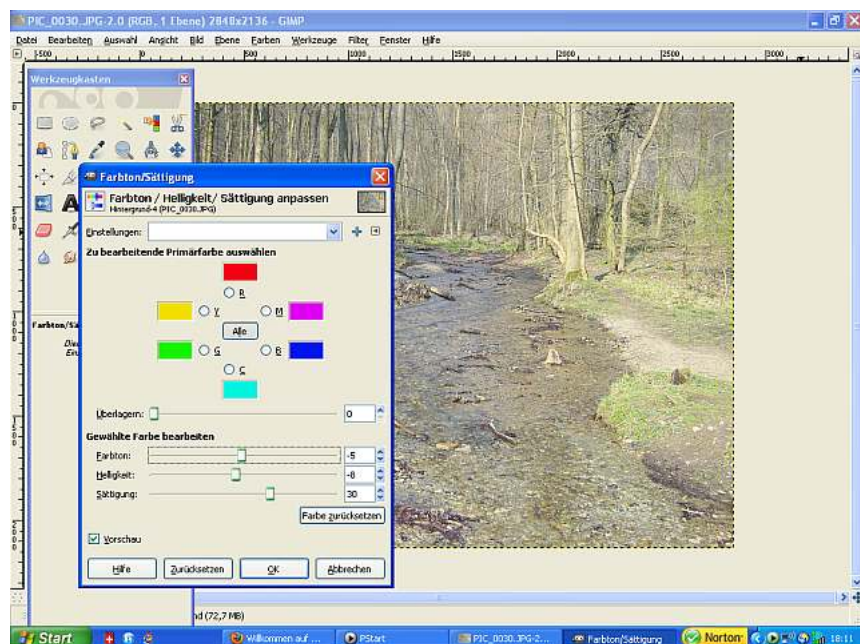 PIC_0030.JPG-2.0 (RGB, 1 Ebene) 2848x2136 - GIMP
Datei Bearbeiten Auswahl Ansicht Bild Ebene Farben Werkzeuge Filter Fenster Hilfe
-500 0 500 1000 1500 2000 2500 3000
Werkzeugkasten
Farbton/Sättigung
Farbton / Helligkeit/ Sättigung anpassen
Hintergrund-4 (PIC_0030.JPG)
Einstellungen:
Zu bearbeitende Primärfarbe auswählen
R
Y M
Alle
G B
C
Überlagern: 0
Gewählte Farbe bearbeiten
Farbton: -5
Helligkeit: -8
Sättigung: 30
Farbe zurücksetzen
Vorschau
Hilfe Zurücksetzen OK Abbrechen
nd (72,7 MB)
Start Willkommen auf ... PStart PIC_0030.JPG-2... Farbton/Sättigung Norton 18:11